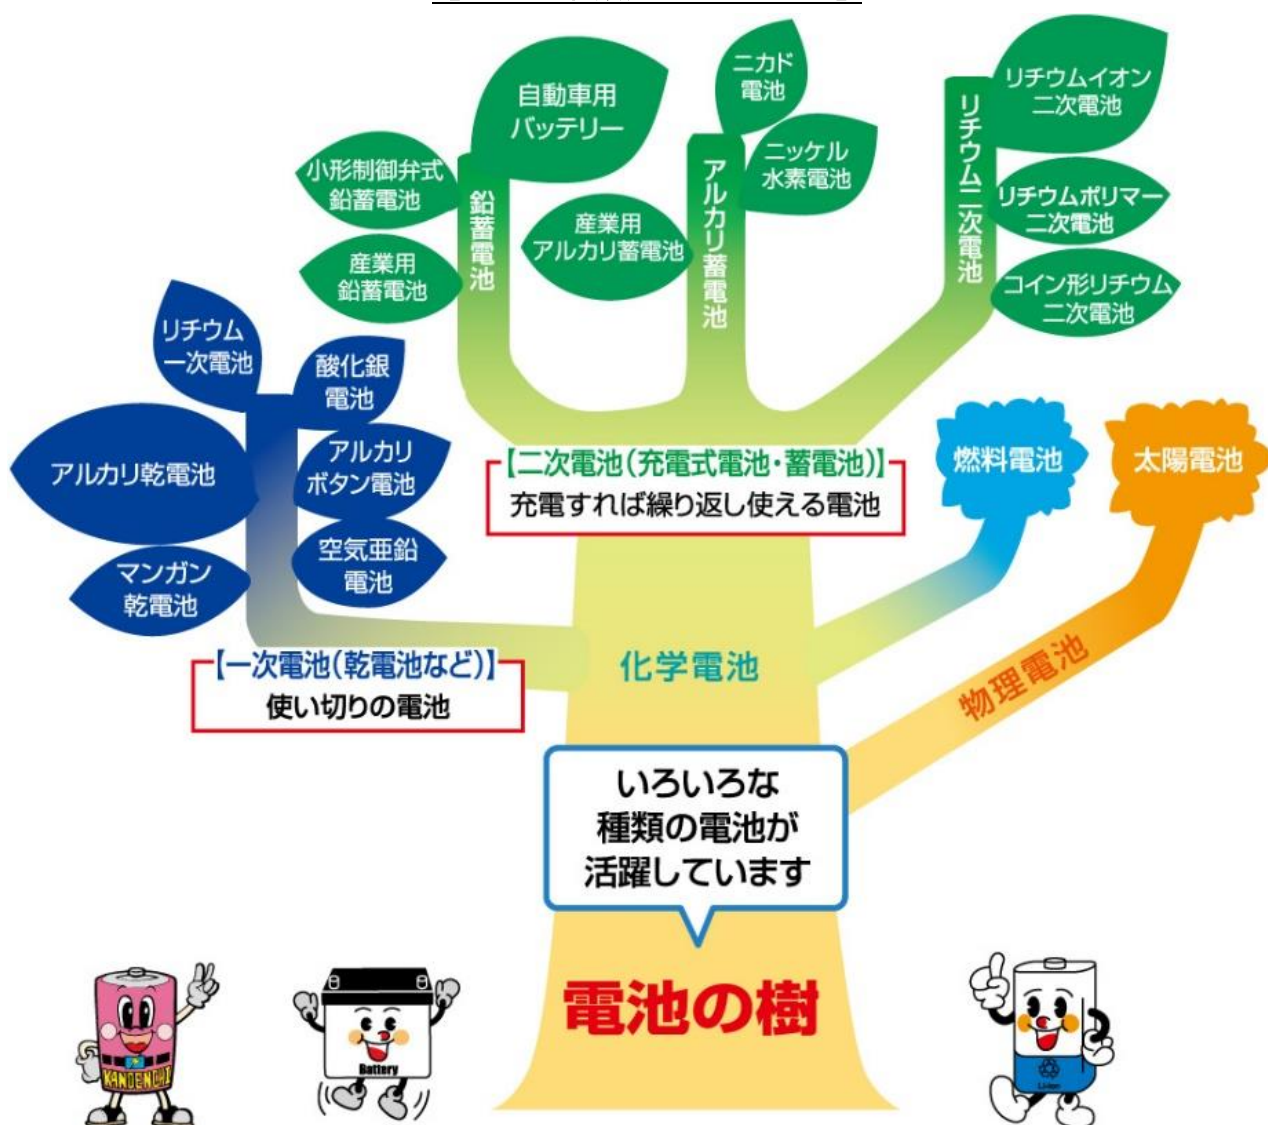 自動車用
バッテリー
小形制御弁式
鉛蓄電池
産業用
鉛蓄電池
鉛蓄電池
ニカド
電池
ニッケル
水素電池
産業用
アルカリ蓄電池
アルカリ蓄電池
リチウムイオン
二次電池
リチウムポリマー
二次電池
コイン形リチウム
二次電池
リチウム二次電池
リチウム
一次電池
酸化銀
電池
アルカリ乾電池
アルカリ
ボタン電池
マンガン
乾電池
空気亜鉛
電池
【二次電池(充電式電池・蓄電池)】
充電すれば繰り返し使える電池
燃料電池
太陽電池
【一次電池(乾電池など)】
使い切りの電池
化学電池
物理電池
いろいろな
種類の電池が
活躍しています
電池の樹
KANDENCHI
Battery
Li-ion